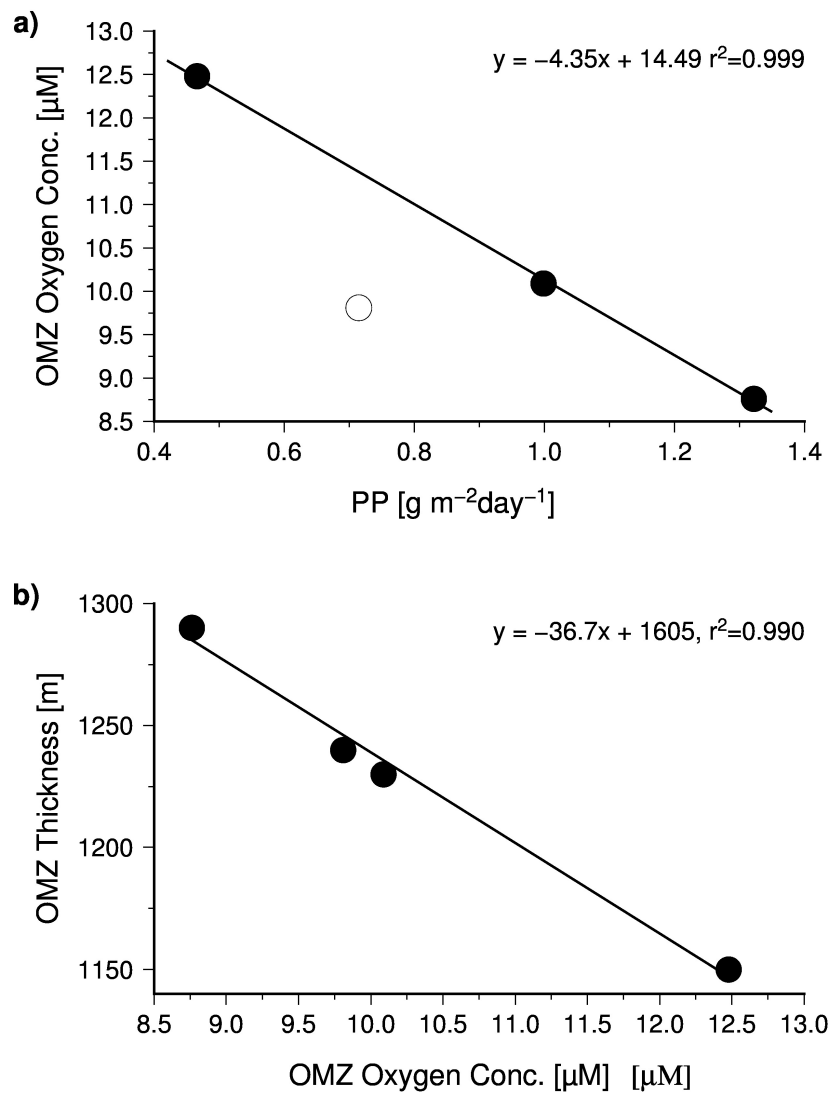 a)
y = −4.35x + 14.49 r²=0.999
13.0
12.5
12.0
11.5
11.0
10.5
10.0
9.5
9.0
8.5
OMZ Oxygen Conc. [µM]
0.4 0.6 0.8 1.0 1.2 1.4
PP [g m⁻²day⁻¹]
b)
y = −36.7x + 1605, r²=0.990
1300
1250
1200
1150
OMZ Thickness [m]
8.5 9.0 9.5 10.0 10.5 11.0 11.5 12.0 12.5 13.0
OMZ Oxygen Conc. [µM] [µM]